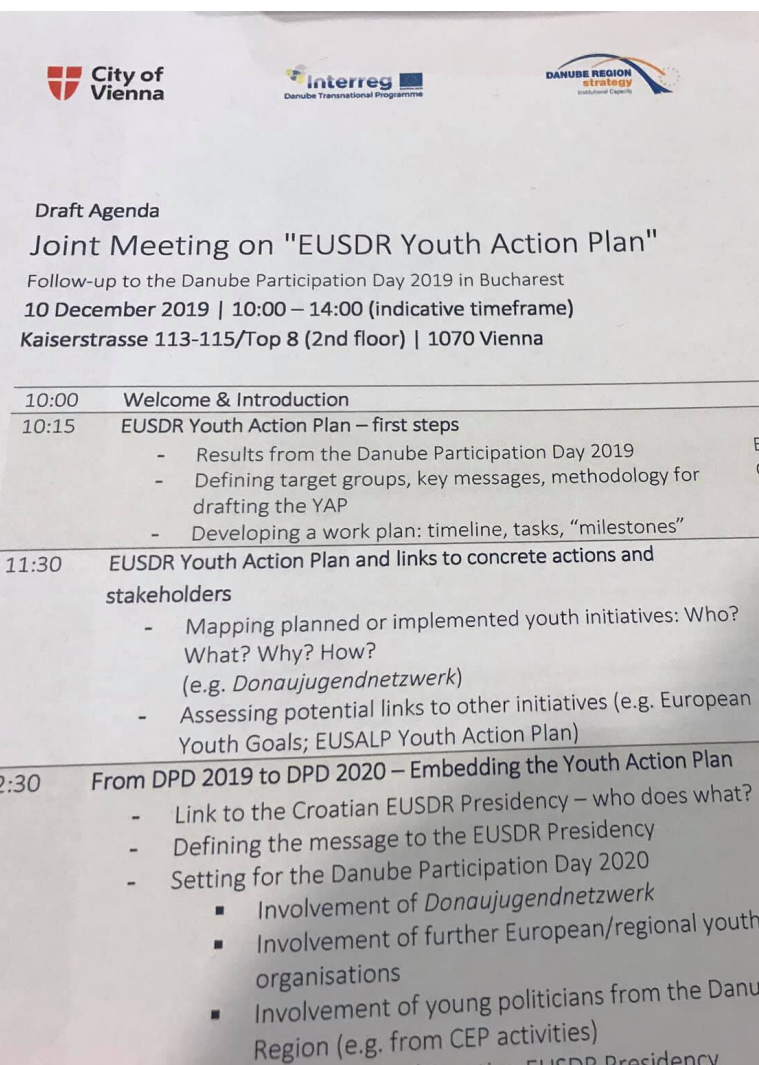 City of
Vienna
Interreg
Danube Transnational Programme
DANUBE REGION
strategy
Institutional Capacity
Draft Agenda
Joint Meeting on "EUSDR Youth Action Plan"
Follow-up to the Danube Participation Day 2019 in Bucharest
10 December 2019 | 10:00 – 14:00 (indicative timeframe)
Kaiserstrasse 113-115/Top 8 (2nd floor) | 1070 Vienna
10:00 Welcome & Introduction
10:15 EUSDR Youth Action Plan – first steps
- Results from the Danube Participation Day 2019
- Defining target groups, key messages, methodology for
drafting the YAP
- Developing a work plan: timeline, tasks, “milestones”
11:30 EUSDR Youth Action Plan and links to concrete actions and
stakeholders
- Mapping planned or implemented youth initiatives: Who?
What? Why? How?
(e.g. Donaujugendnetzwerk)
- Assessing potential links to other initiatives (e.g. European
Youth Goals; EUSALP Youth Action Plan)
2:30 From DPD 2019 to DPD 2020 – Embedding the Youth Action Plan
- Link to the Croatian EUSDR Presidency – who does what?
- Defining the message to the EUSDR Presidency
- Setting for the Danube Participation Day 2020
▪ Involvement of Donaujugendnetzwerk
▪ Involvement of further European/regional youth
organisations
▪ Involvement of young politicians from the Danu
Region (e.g. from CEP activities)
EUSDR Presidency